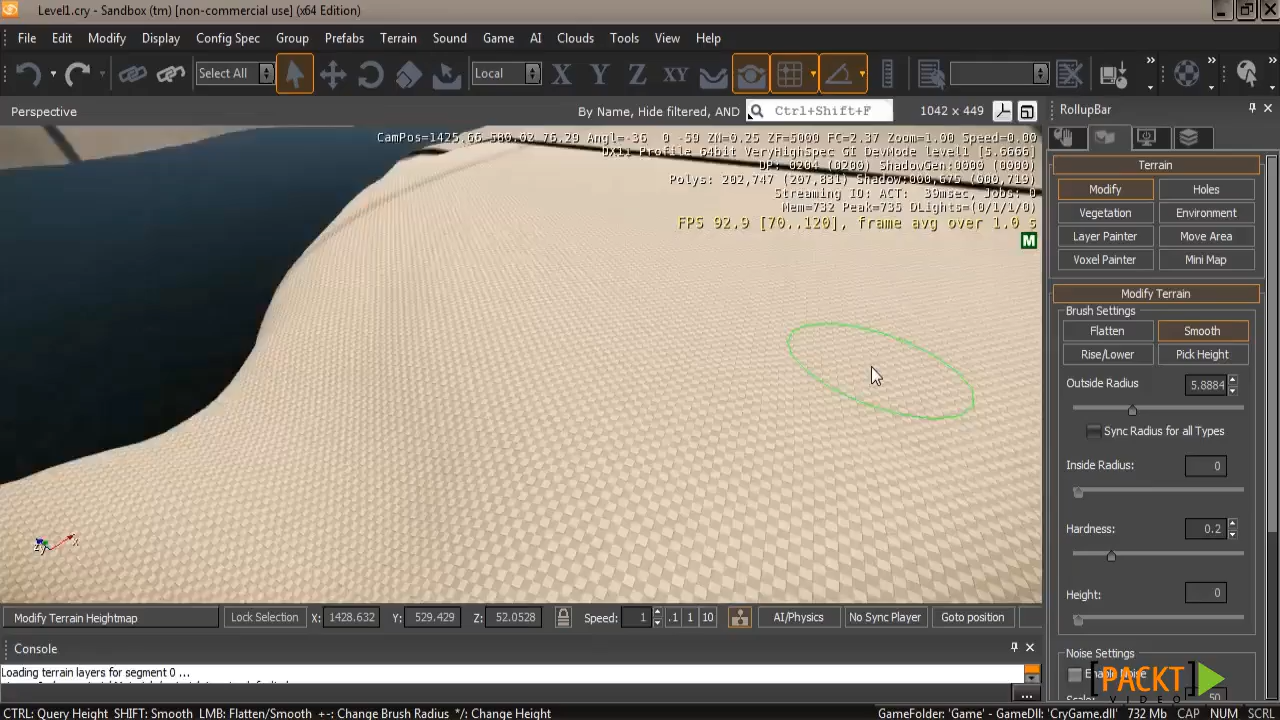 Level1.cry - Sandbox (tm) [non-commercial use] (x64 Edition)
File Edit Modify Display Config Spec Group Prefabs Terrain Sound Game AI Clouds Tools View Help
Select All Local X Y Z XY
Perspective By Name, Hide filtered, AND Ctrl+Shift+F 1042 x 449
CamPos=1425.66 580.02 76.29 Angl=-36 0 -59 ZN=0.25 ZF=5000 FC=2.37 Zoom=1.00 Speed=0.00
DX11 Profile 64bit VeryHighSpec GI DevMode level1 [5.6666]
DP: 0204 (0200) ShadowGen:0000 (0000)
Polys: 202,747 (207,831) Shadow:000,675 (000,719)
Streaming IO: ACT: 39msec, Jobs: 0
Mem=732 Peak=735 DLights=(0/1/1/0)
FPS 92.9 [70..120], frame avg over 1.0 s
M
x
RollupBar
Terrain
Modify Holes
Vegetation Environment
Layer Painter Move Area
Voxel Painter Mini Map
Modify Terrain
Brush Settings
Flatten Smooth
Rise/Lower Pick Height
Outside Radius 5.8884
Sync Radius for all Types
Inside Radius: 0
Hardness: 0.2
Height: 0
Noise Settings
50
Modify Terrain Heightmap Lock Selection X: 1428.632 Y: 529.429 Z: 52.0528 Speed: 1 .1 1 10 AI/Physics No Sync Player Goto position
Console
Loading terrain layers for segment 0 ...
...
[PACKT]
VIDEO
CTRL: Query Height SHIFT: Smooth LMB: Flatten/Smooth +-: Change Brush Radius */: Change Height GameFolder: 'Game' - GameDll: 'CryGame.dll' 732 Mb CAP NUM SCRL